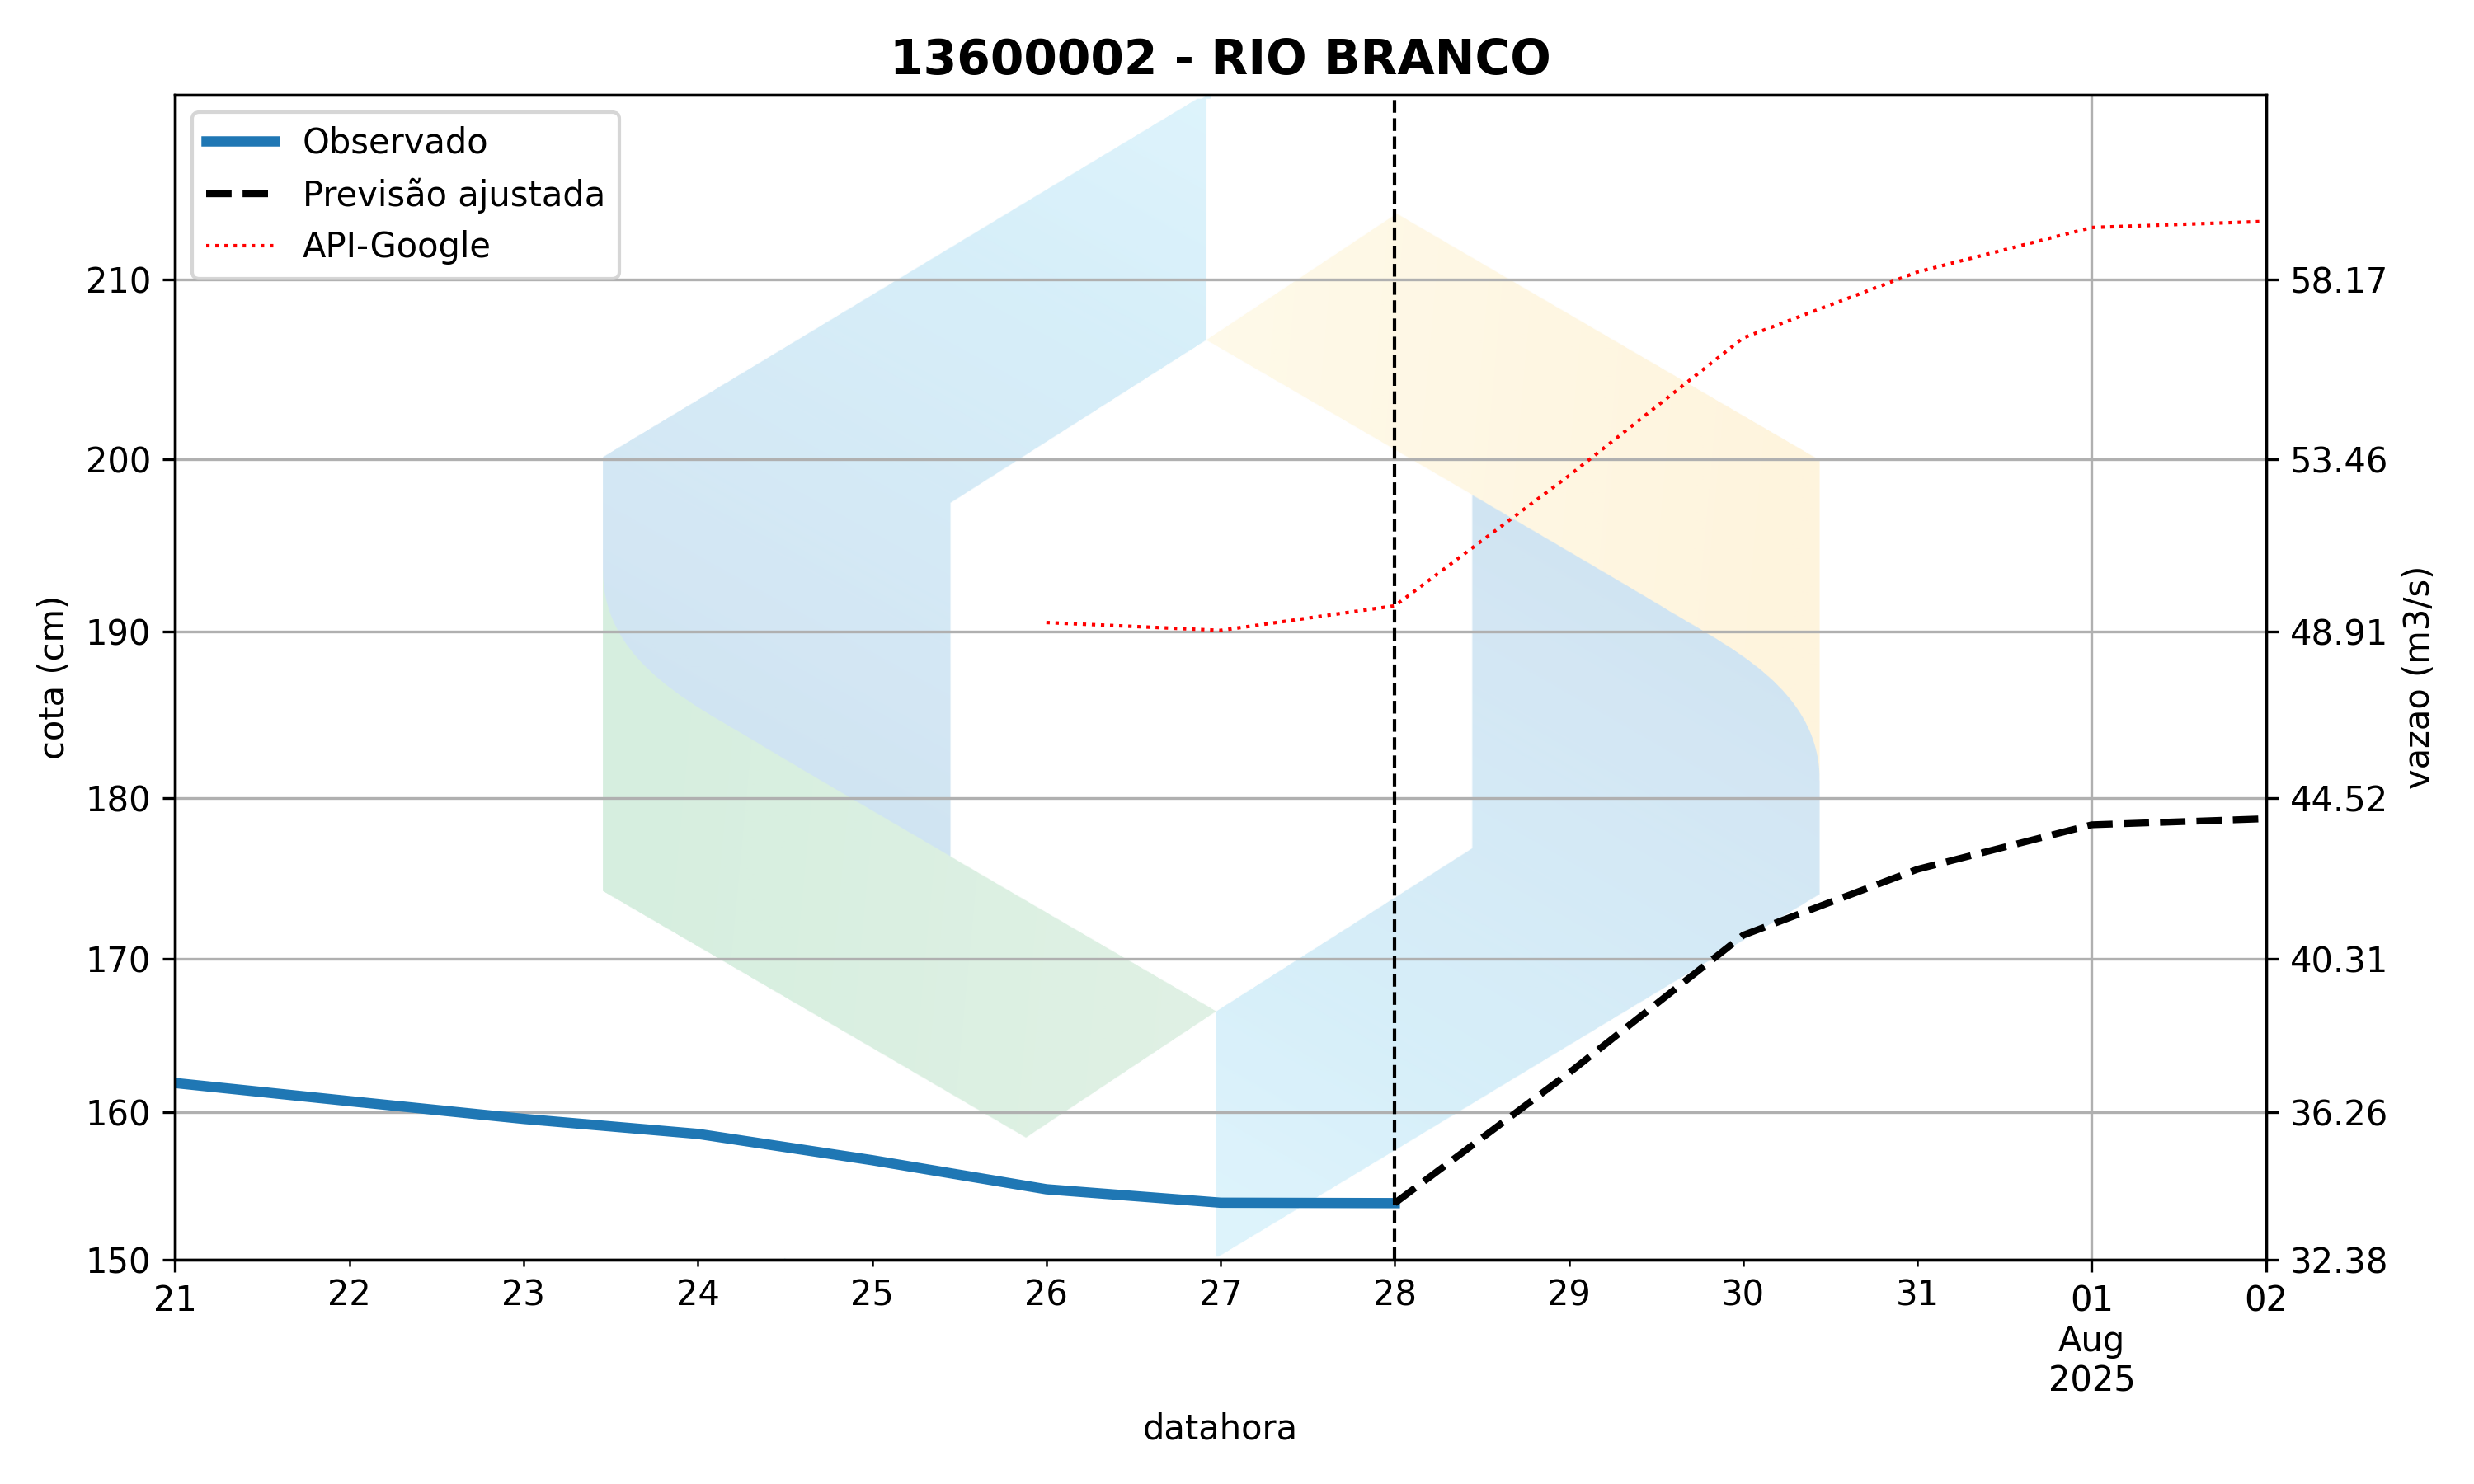 13600002 - RIO BRANCO
Observado
Previsão ajustada
API-Google
210
200
190
180
170
160
150
cota (cm)
58.17
53.46
48.91
44.52
40.31
36.26
32.38
vazao (m3/s)
21 22 23 24 25 26 27 28 29 30 31 01 02
Aug
2025
datahora